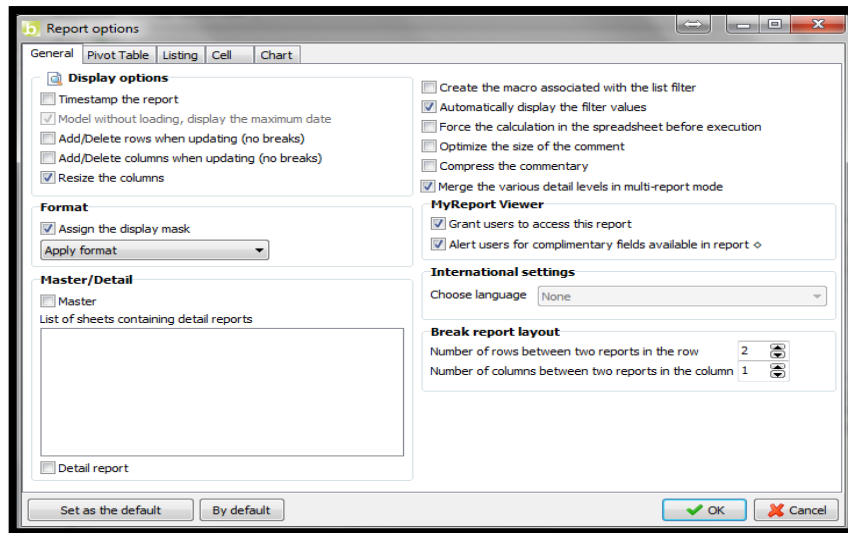 Report options
General Pivot Table Listing Cell Chart
Display options
Timestamp the report
Model without loading, display the maximum date
Add/Delete rows when updating (no breaks)
Add/Delete columns when updating (no breaks)
Resize the columns
Format
Assign the display mask
Apply format
Master/Detail
Master
List of sheets containing detail reports
Detail report
Create the macro associated with the list filter
Automatically display the filter values
Force the calculation in the spreadsheet before execution
Optimize the size of the comment
Compress the commentary
Merge the various detail levels in multi-report mode
MyReport Viewer
Grant users to access this report
Alert users for complimentary fields available in report ◇
International settings
Choose language None
Break report layout
Number of rows between two reports in the row 2
Number of columns between two reports in the column 1
Set as the default By default OK Cancel